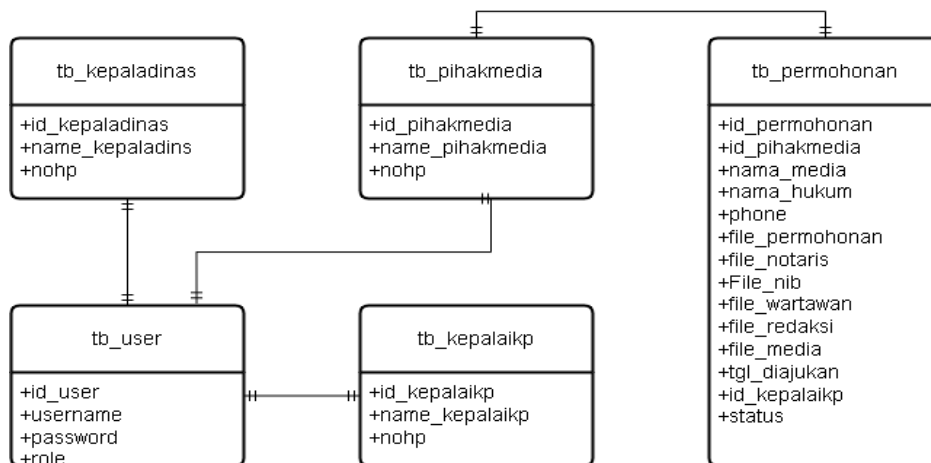 tb_kepaladinas
+id_kepaladinas
+name_kepaladins
+nohp
tb_pihakmedia
+id_pihakmedia
+name_pihakmedia
+nohp
tb_permohonan
+id_permohonan
+id_pihakmedia
+nama_media
+nama_hukum
+phone
+file_permohonan
+file_notaris
+File_nib
+file_wartawan
+file_redaksi
+file_media
+tgl_diajukan
+id_kepalaikp
+status
tb_user
+id_user
+username
+password
+role
tb_kepalaikp
+id_kepalaikp
+name_kepalaikp
+nohp